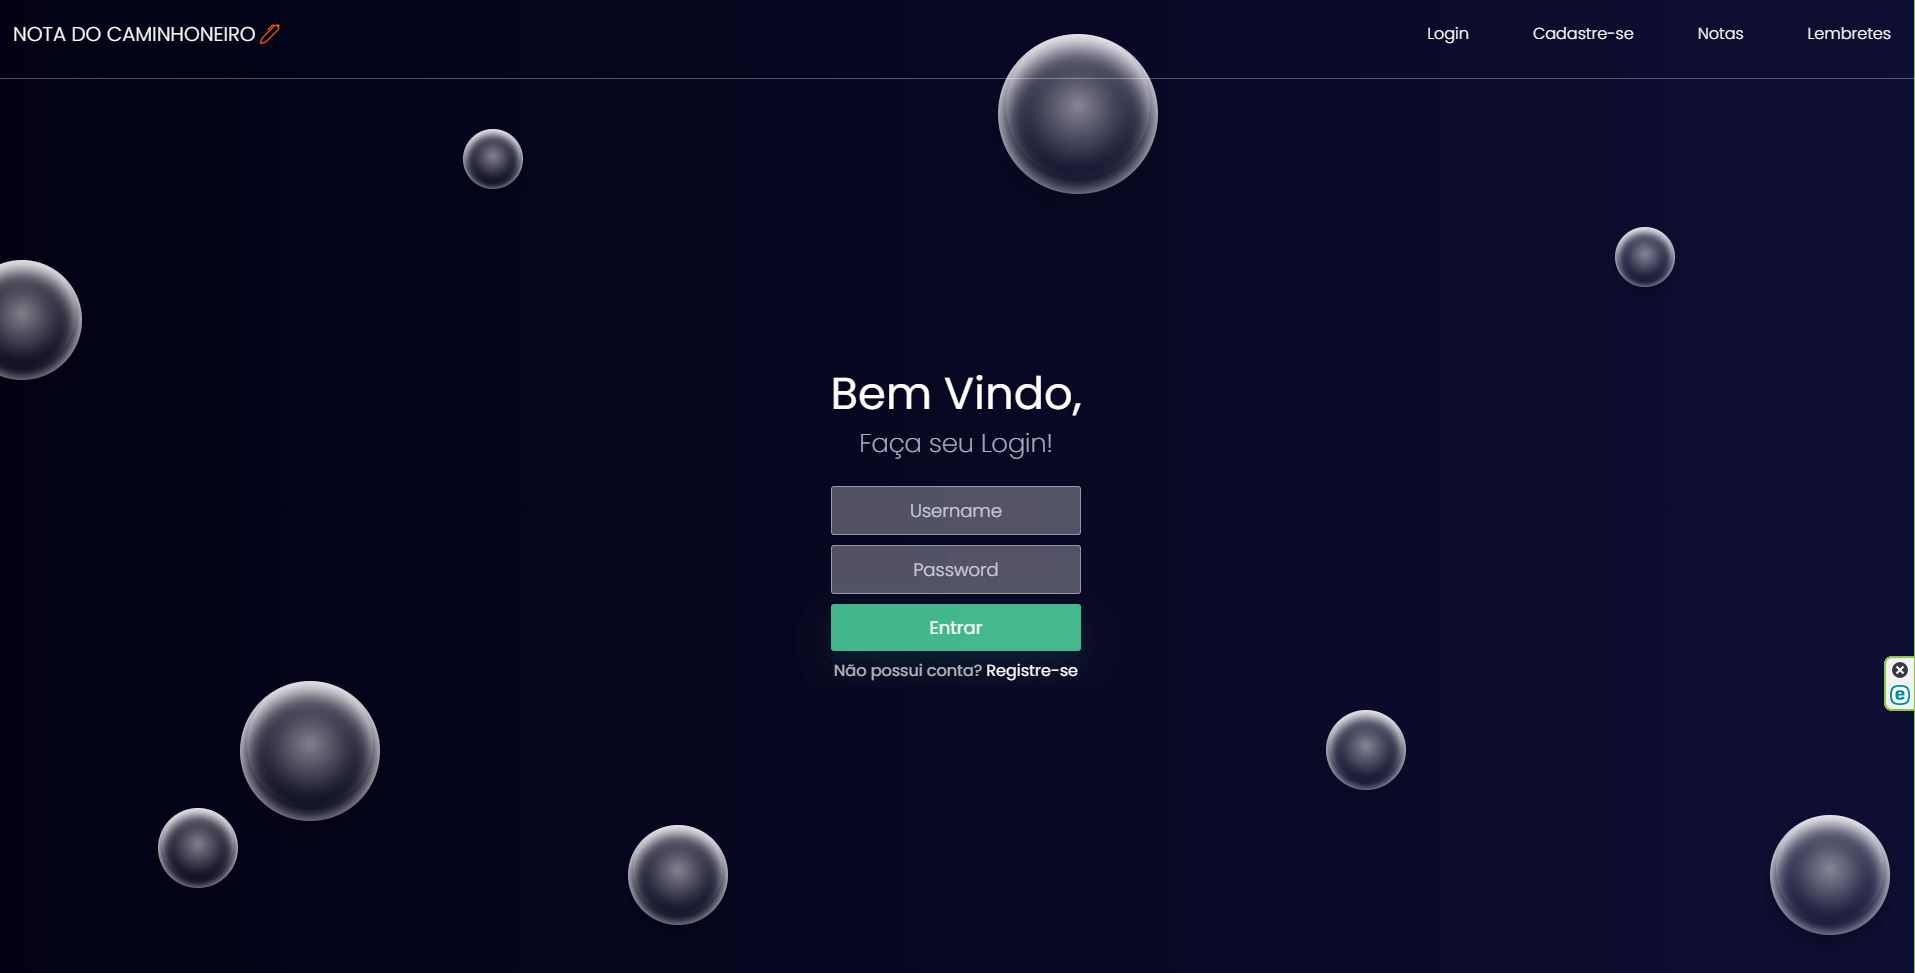 NOTA DO CAMINHONEIRO
Login Cadastre-se Notas Lembretes
Bem Vindo,
Faça seu Login!
Username
Password
Entrar
Não possui conta? Registre-se
e